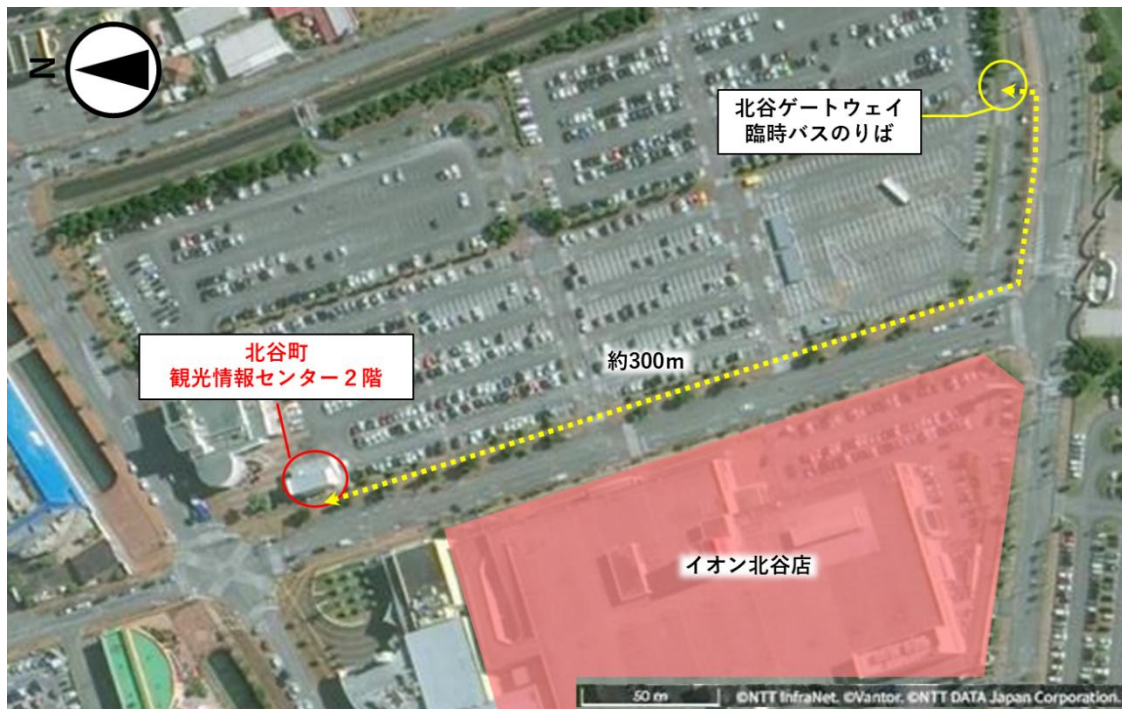 N
北谷ゲートウェイ
臨時バスのりば
北谷町
観光情報センター２階
約300m
イオン北谷店
50 m
©NTT InfraNet. ©Vantor. ©NTT DATA Japan Corporation.